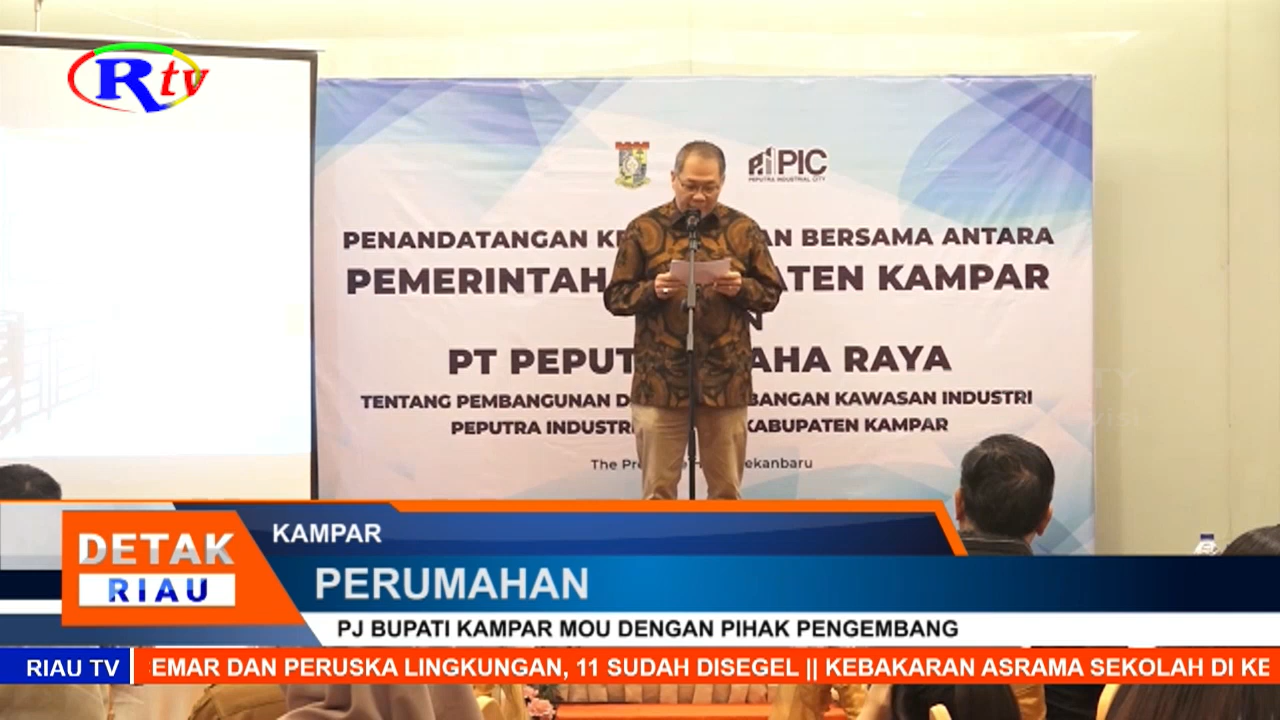 Rtv
PIC
PEPUTRA INDUSTRIAL CITY
PENANDATANGAN KE AN BERSAMA ANTARA
PEMERINTAH ATEN KAMPAR
N
PT PEPUT AHA RAYA
TENTANG PEMBANGUNAN D BANGAN KAWASAN INDUSTRI
PEPUTRA INDUSTRI KABUPATEN KAMPAR
The Pre e H ekanbaru
KAMPAR
DETAK
RIAU
PERUMAHAN
PJ BUPATI KAMPAR MOU DENGAN PIHAK PENGEMBANG
RIAU TV EMAR DAN PERUSKA LINGKUNGAN, 11 SUDAH DISEGEL || KEBAKARAN ASRAMA SEKOLAH DI KE